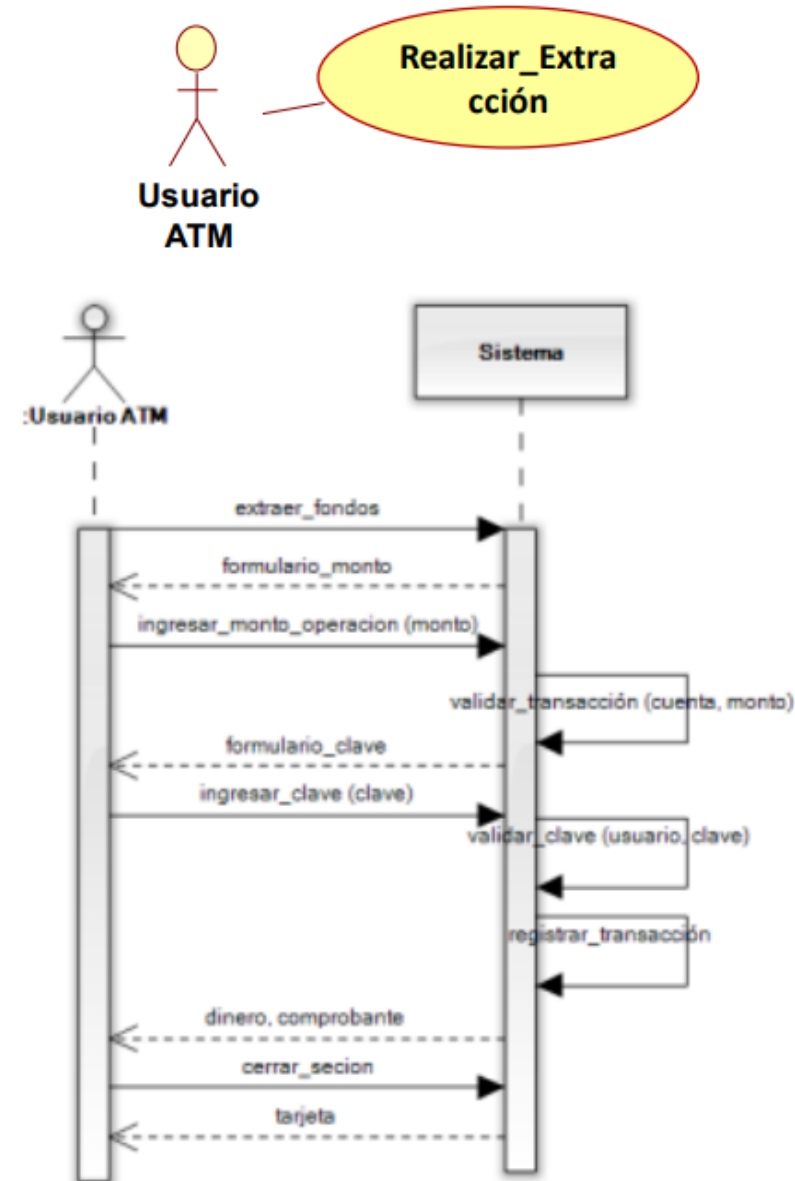 Realizar_Extra
cción
Usuario
ATM
:Usuario ATM
Sistema
extraer_fondos
formulario_monto
ingresar_monto_operacion (monto)
validar_transacción (cuenta, monto)
formulario_clave
ingresar_clave (clave)
validar_clave (usuario, clave)
registrar_transacción
dinero, comprobante
cerrar_secion
tarjeta